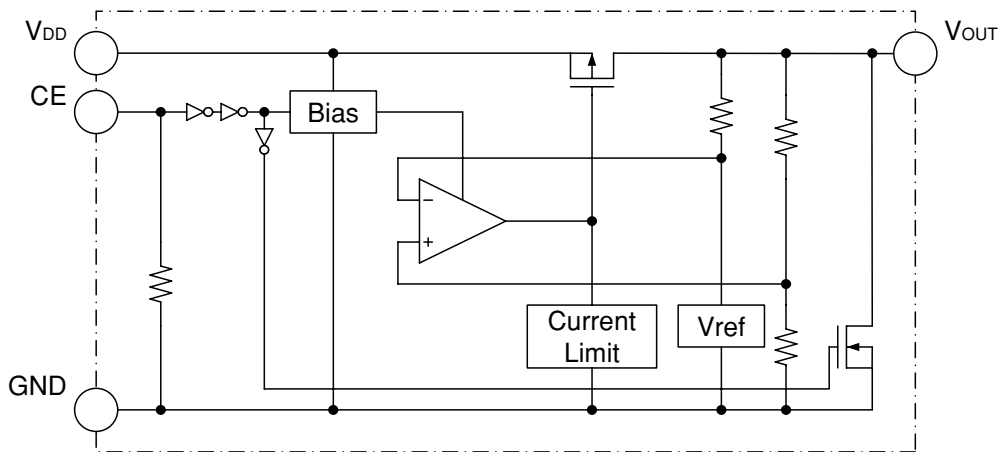 VDD
VOUT
CE
Bias
−
+
Current
Limit
Vref
GND